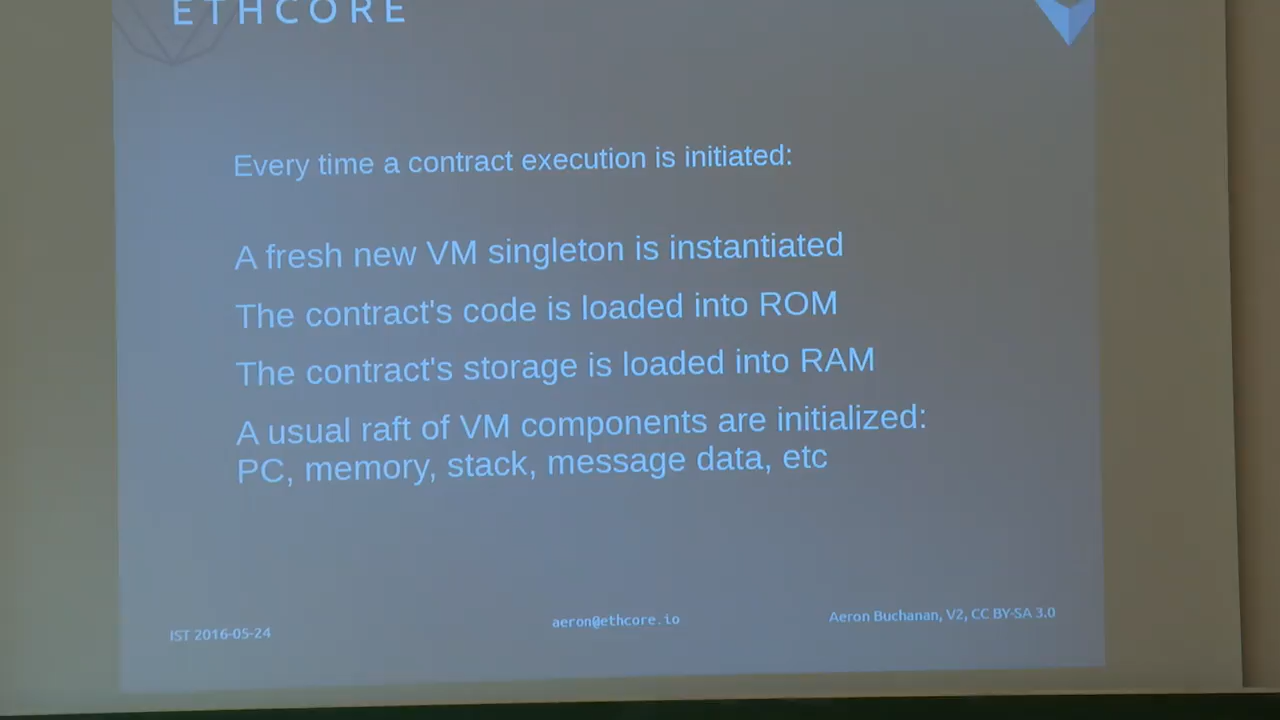 ETHCORE
Every time a contract execution is initiated:
A fresh new VM singleton is instantiated
The contract's code is loaded into ROM
The contract's storage is loaded into RAM
A usual raft of VM components are initialized:
PC, memory, stack, message data, etc
IST 2016-05-24
aeron@ethcore.io
Aeron Buchanan, V2, CC BY-SA 3.0